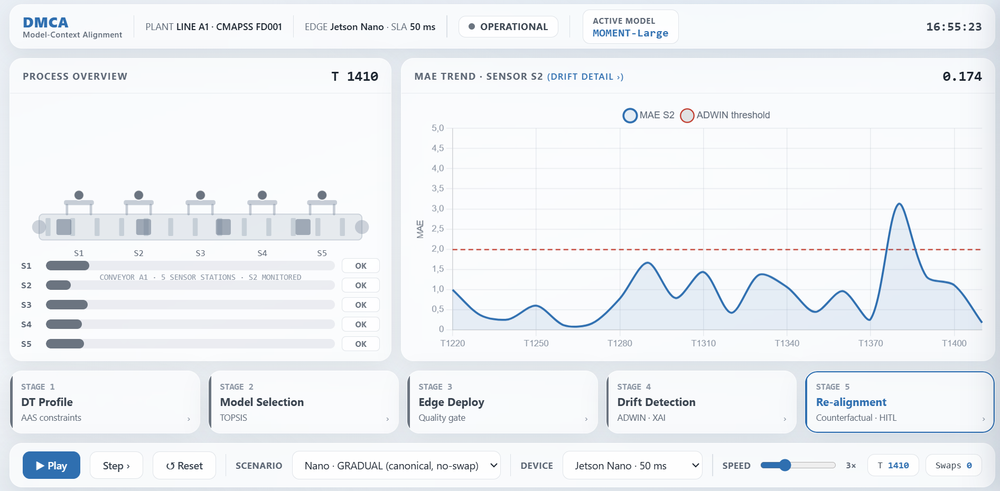 DMCA
Model-Context Alignment
PLANT LINE A1 · CMAPSS FD001
EDGE Jetson Nano · SLA 50 ms
OPERATIONAL
ACTIVE MODEL
MOMENT-Large
16:55:23
PROCESS OVERVIEW
T 1410
S1 S2 S3 S4 S5
S1 OK
CONVEYOR A1 · 5 SENSOR STATIONS · S2 MONITORED
S2 OK
S3 OK
S4 OK
S5 OK
MAE TREND · SENSOR S2 (DRIFT DETAIL ›)
0.174
MAE S2 ADWIN threshold
MAE
5,0
4,5
4,0
3,5
3,0
2,5
2,0
1,5
1,0
0,5
0
T1220 T1250 T1280 T1310 T1340 T1370 T1400
STAGE 1
DT Profile
AAS constraints ›
STAGE 2
Model Selection
TOPSIS ›
STAGE 3
Edge Deploy
Quality gate ›
STAGE 4
Drift Detection
ADWIN · XAI ›
STAGE 5
Re-alignment
Counterfactual · HITL ›
▶ Play
Step ›
↺ Reset
SCENARIO
Nano · GRADUAL (canonical, no-swap)
DEVICE
Jetson Nano · 50 ms
SPEED
3×
T 1410
Swaps 0